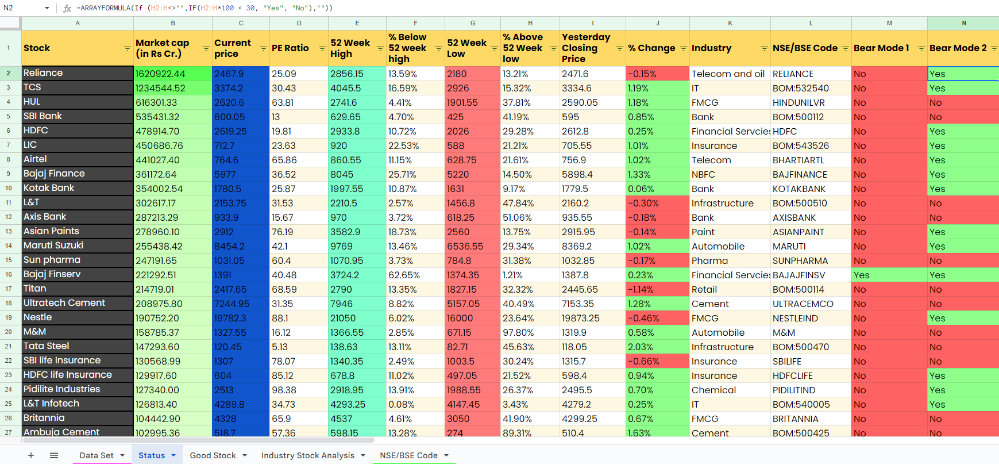 N2 fx =ARRAYFORMULA(If (H2:H<>"",IF(H2:H*100 < 30, "Yes", "No"),""))
A B C D E F G H I J K L M N
1 Stock Market cap (in Rs Cr.) Current price PE Ratio 52 Week High % Below 52 week high 52 Week Low % Above 52 Week low Yesterday Closing Price % Change Industry NSE/BSE Code Bear Mode 1 Bear Mode 2
2 Reliance 1620922.44 2467.9 25.09 2856.15 13.59% 2180 13.21% 2471.6 -0.15% Telecom and oil RELIANCE No Yes
3 TCS 1234544.52 3374.2 30.43 4045.5 16.59% 2926 15.32% 3334.6 1.19% IT BOM:532540 No Yes
4 HUL 616301.33 2620.6 63.81 2741.6 4.41% 1901.55 37.81% 2590.05 1.18% FMCG HINDUNILVR No No
5 SBI Bank 535431.32 600.05 13 629.65 4.70% 425 41.19% 595 0.85% Bank BOM:500112 No No
6 HDFC 478914.70 2619.25 19.81 2933.8 10.72% 2026 29.28% 2612.8 0.25% Financial Servcies HDFC No Yes
7 LIC 450686.76 712.7 23.63 920 22.53% 588 21.21% 705.55 1.01% Insurance BOM:543526 No Yes
8 Airtel 441027.40 764.6 65.86 860.55 11.15% 628.75 21.61% 756.9 1.02% Telecom BHARTIARTL No Yes
9 Bajaj Finance 361172.64 5977 36.52 8045 25.71% 5220 14.50% 5898.4 1.33% NBFC BAJFINANCE No Yes
10 Kotak Bank 354002.54 1780.5 25.87 1997.55 10.87% 1631 9.17% 1779.5 0.06% Bank KOTAKBANK No Yes
11 L&T 302617.17 2153.75 31.53 2210.5 2.57% 1456.8 47.84% 2160.2 -0.30% Infrastructure BOM:500510 No No
12 Axis Bank 287213.29 933.9 15.67 970 3.72% 618.25 51.06% 935.55 -0.18% Bank AXISBANK No No
13 Asian Paints 278960.10 2912 76.19 3582.9 18.73% 2560 13.75% 2915.95 -0.14% Paint ASIANPAINT No Yes
14 Maruti Suzuki 255438.42 8454.2 42.1 9769 13.46% 6536.55 29.34% 8369.2 1.02% Automobile MARUTI No Yes
15 Sun pharma 247191.65 1031.05 60.4 1070.95 3.73% 784.8 31.38% 1032.85 -0.17% Pharma SUNPHARMA No No
16 Bajaj Finserv 221292.51 1391 40.48 3724.2 62.65% 1374.35 1.21% 1387.8 0.23% Financial Servcies BAJAJFINSV Yes Yes
17 Titan 214719.01 2417.65 68.59 2790 13.35% 1827.15 32.32% 2445.65 -1.14% Retail BOM:500114 No No
18 Ultratech Cement 208975.80 7244.95 31.35 7946 8.82% 5157.05 40.49% 7153.35 1.28% Cement ULTRACEMCO No No
19 Nestle 190752.20 19782.3 88.1 21050 6.02% 16000 23.64% 19873.25 -0.46% FMCG NESTLEIND No Yes
20 M&M 158785.37 1327.55 16.12 1366.55 2.85% 671.15 97.80% 1319.9 0.58% Automobile M&M No No
21 Tata Steel 147293.60 120.45 5.13 138.63 13.11% 82.71 45.63% 118.05 2.03% Infrastructure BOM:500470 No No
22 SBI life Insurance 130568.99 1307 78.07 1340.35 2.49% 1003.5 30.24% 1315.7 -0.66% Insurance SBILIFE No No
23 HDFC life Insurance 129917.60 604 85.12 678.8 11.02% 497.05 21.52% 598.4 0.94% Insurance HDFCLIFE No Yes
24 Pidilite Industries 127340.00 2513 98.38 2918.95 13.91% 1988.55 26.37% 2495.5 0.70% Chemical PIDILITIND No Yes
25 L&T Infotech 126813.40 4289.8 34.73 4293.25 0.08% 4147.45 3.43% 4279.2 0.25% IT BOM:540005 No Yes
26 Britannia 104442.90 4328 65.9 4537 4.61% 3050 41.90% 4299.25 0.67% FMCG BRITANNIA No No
27 Ambuja Cement 102995.36 518.7 57.36 598.15 13.28% 274 89.31% 510.4 1.63% Cement BOM:500425 No No
Data Set Status Good Stock Industry Stock Analysis NSE/BSE Code